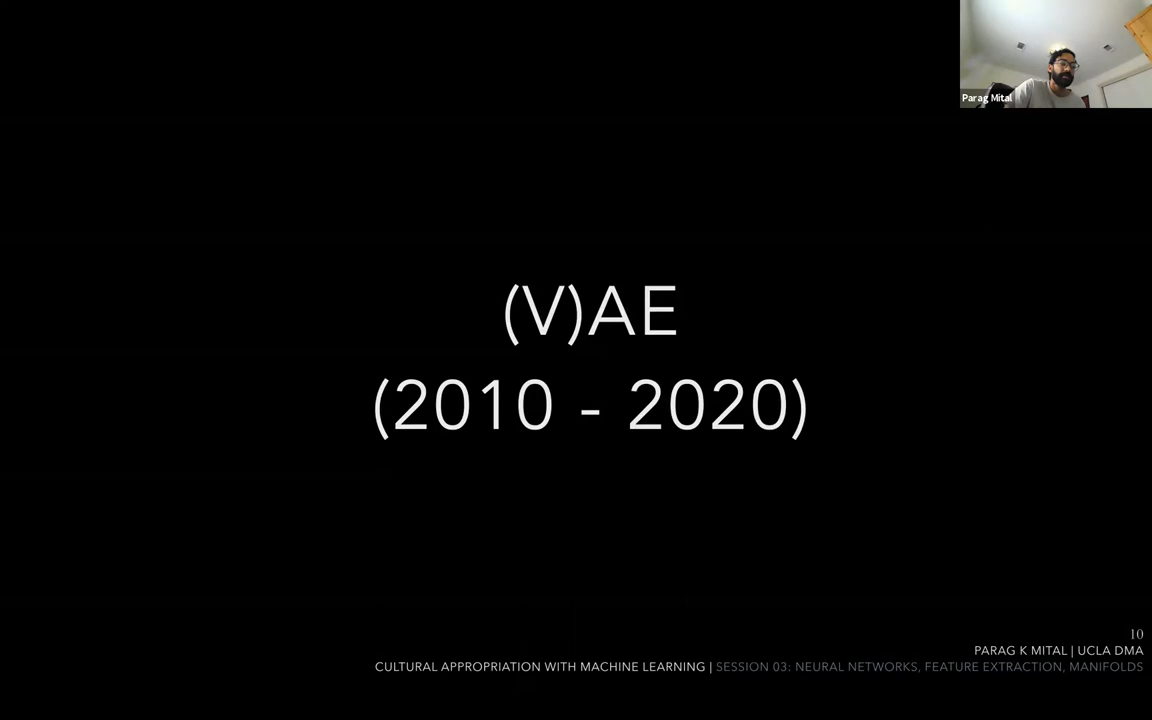 Parag Mital
(V)AE
(2010 - 2020)
10
PARAG K MITAL | UCLA DMA
CULTURAL APPROPRIATION WITH MACHINE LEARNING | SESSION 03: NEURAL NETWORKS, FEATURE EXTRACTION, MANIFOLDS